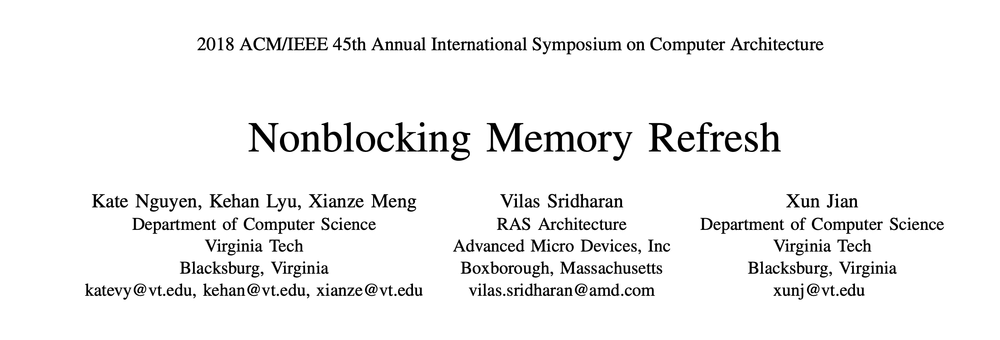 2018 ACM/IEEE 45th Annual International Symposium on Computer Architecture
Nonblocking Memory Refresh
Kate Nguyen, Kehan Lyu, Xianze Meng
Department of Computer Science
Virginia Tech
Blacksburg, Virginia
katevy@vt.edu, kehan@vt.edu, xianze@vt.edu
Vilas Sridharan
RAS Architecture
Advanced Micro Devices, Inc
Boxborough, Massachusetts
vilas.sridharan@amd.com
Xun Jian
Department of Computer Science
Virginia Tech
Blacksburg, Virginia
xunj@vt.edu